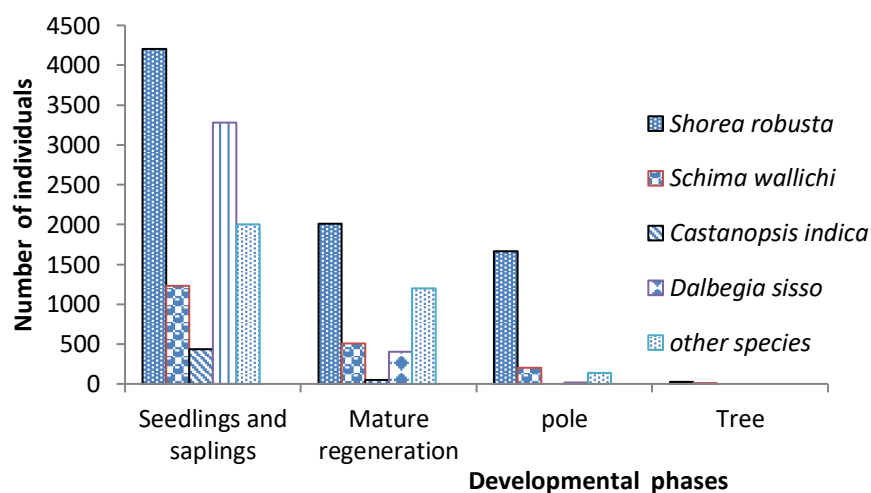 4500
4000
3500
3000
2500
2000
1500
1000
500
0
Number of individuals
Seedlings and
saplings
Mature
regeneration
pole
Tree
Developmental phases
Shorea robusta
Schima wallichi
Castanopsis indica
Dalbegia sisso
other species